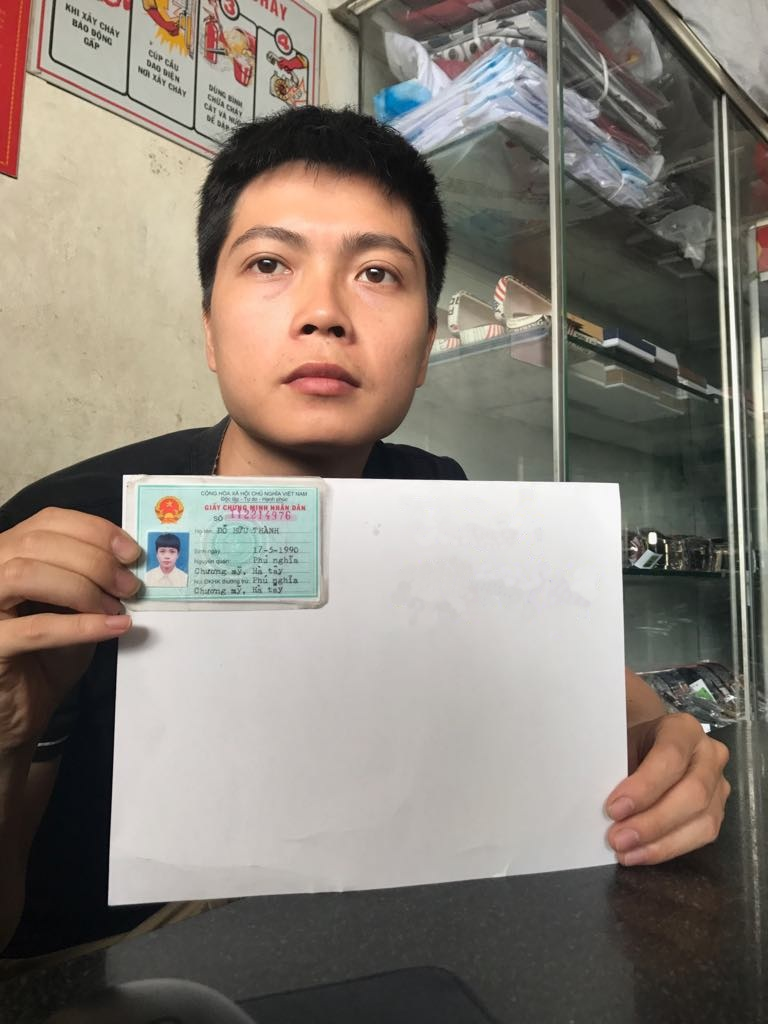 CHÁY
3
4
KHI XẢY CHÁY
BÁO ĐỘNG
GẤP
CÚP CẦU
DAO ĐIỆN
NƠI XẢY CHÁY
DÙNG BÌNH
CHỮA CHÁY
CÁT VÀ NƯỚC
ĐỂ DẬP
CỘNG HÒA XÃ HỘI CHỦ NGHĨA VIỆT NAM
Độc lập - Tự do - Hạnh phúc
GIẤY CHỨNG MINH NHÂN DÂN
SỐ 112214976
Họ tên ĐỖ HỮU THÀNH
Sinh ngày 17-5-1990
Nguyên quán Phú nghĩa
Chương mỹ, Hà tây
Nơi ĐKHK thường trú Phú nghĩa
Chương mỹ, Hà tây